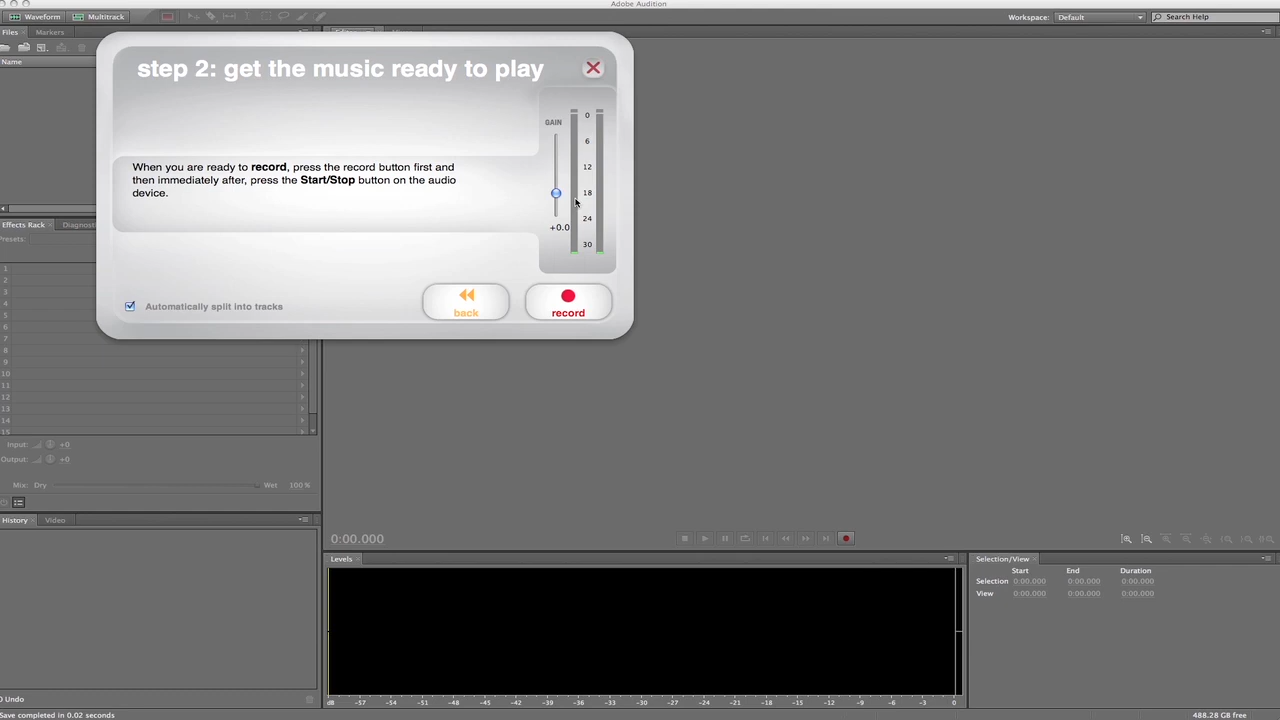 Adobe Audition
Waveform
Multitrack
Workspace:
Default
Search Help
Files
Markers
Name
step 2: get the music ready to play
GAIN
0
6
12
18
24
30
+0.0
When you are ready to record, press the record button first and
then immediately after, press the Start/Stop button on the audio
device.
Automatically split into tracks
back
record
Effects Rack
Diagnost
Presets:
1
2
3
4
5
6
7
8
9
10
11
12
13
14
15
Input:
+0
Output:
+0
Mix:
Dry
Wet
100 %
History
Video
0:00.000
Levels
Selection/View
Start
End
Duration
Selection
0:00.000
0:00.000
0:00.000
View
0:00.000
0:00.000
0:00.000
dB
-57
-54
-51
-48
-45
-42
-39
-36
-33
-30
-27
-24
-21
-18
-15
-12
-9
-6
-3
0
0 Undo
Save completed in 0.02 seconds
488.28 GB free